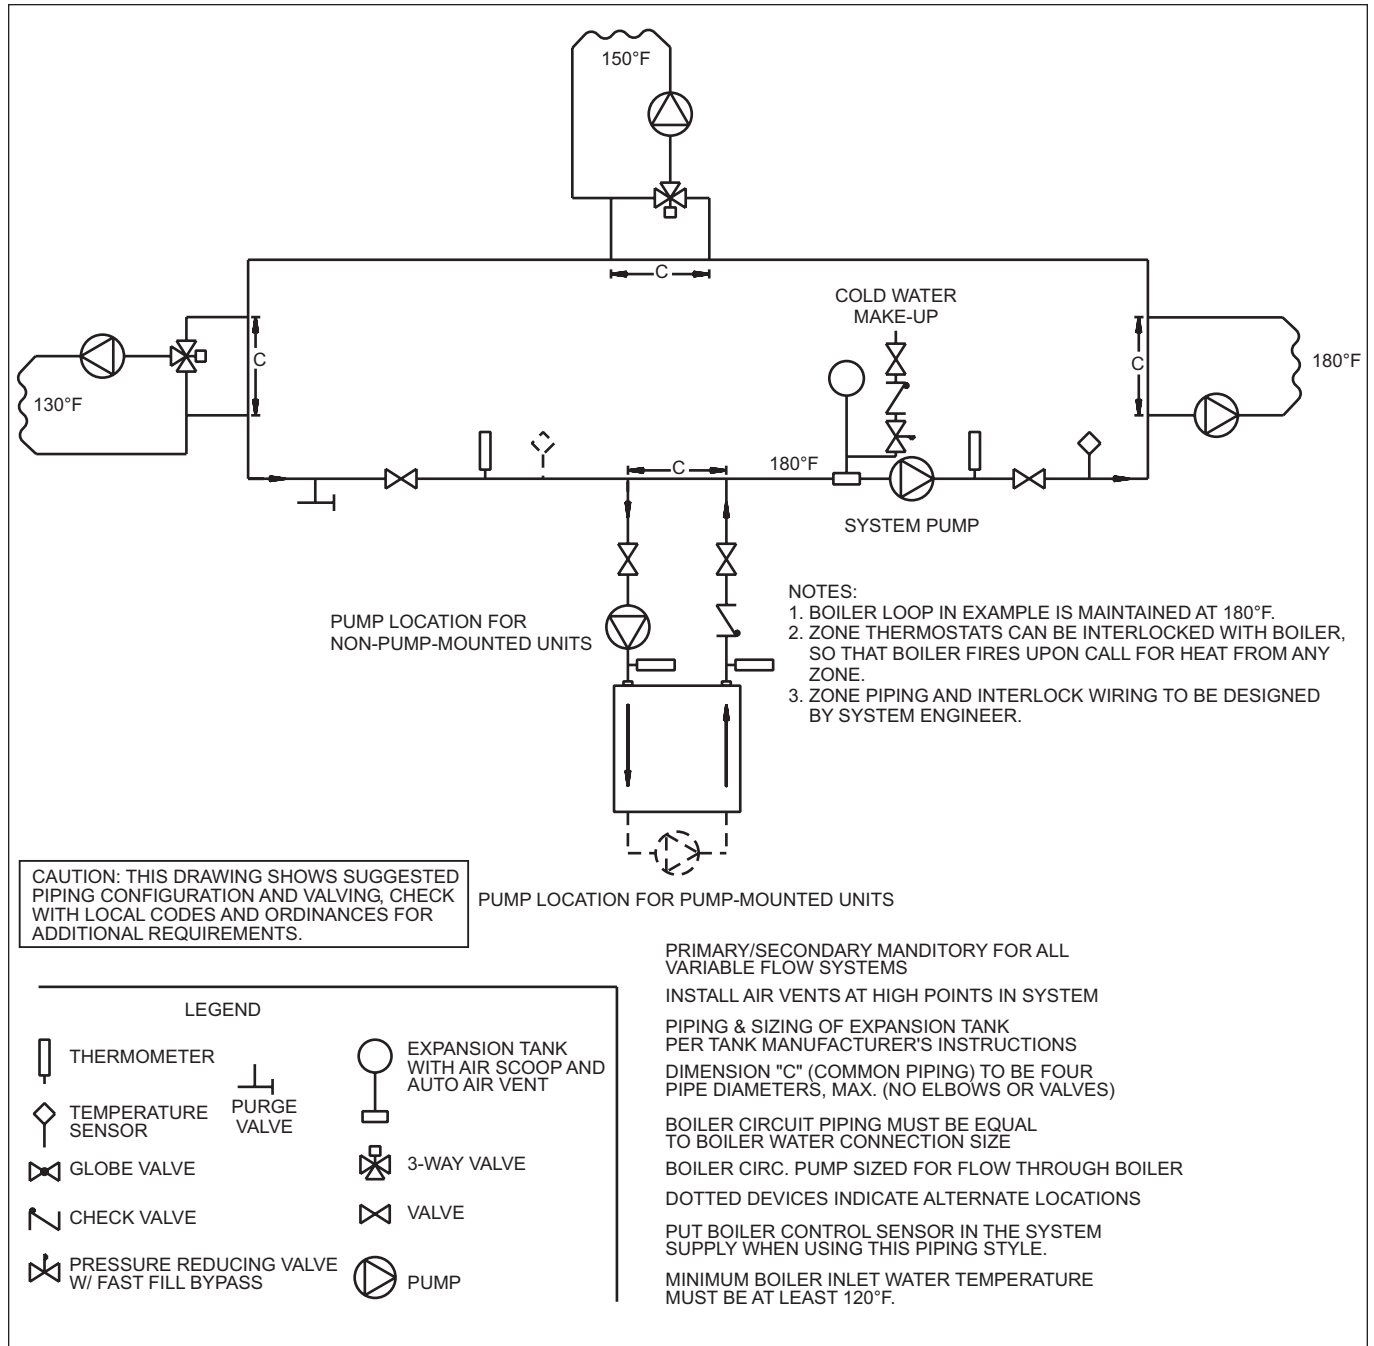 150°F
C
COLD WATER
MAKE-UP
C
C
180°F
130°F
C
180°F
SYSTEM PUMP
PUMP LOCATION FOR
NON-PUMP-MOUNTED UNITS
NOTES:
1. BOILER LOOP IN EXAMPLE IS MAINTAINED AT 180°F.
2. ZONE THERMOSTATS CAN BE INTERLOCKED WITH BOILER,
SO THAT BOILER FIRES UPON CALL FOR HEAT FROM ANY
ZONE.
3. ZONE PIPING AND INTERLOCK WIRING TO BE DESIGNED
BY SYSTEM ENGINEER.
CAUTION: THIS DRAWING SHOWS SUGGESTED
PIPING CONFIGURATION AND VALVING, CHECK
WITH LOCAL CODES AND ORDINANCES FOR
ADDITIONAL REQUIREMENTS.
PUMP LOCATION FOR PUMP-MOUNTED UNITS
LEGEND
THERMOMETER
TEMPERATURE
SENSOR
PURGE
VALVE
GLOBE VALVE
CHECK VALVE
PRESSURE REDUCING VALVE
W/ FAST FILL BYPASS
EXPANSION TANK
WITH AIR SCOOP AND
AUTO AIR VENT
3-WAY VALVE
VALVE
PUMP
PRIMARY/SECONDARY MANDITORY FOR ALL
VARIABLE FLOW SYSTEMS
INSTALL AIR VENTS AT HIGH POINTS IN SYSTEM
PIPING & SIZING OF EXPANSION TANK
PER TANK MANUFACTURER'S INSTRUCTIONS
DIMENSION "C" (COMMON PIPING) TO BE FOUR
PIPE DIAMETERS, MAX. (NO ELBOWS OR VALVES)
BOILER CIRCUIT PIPING MUST BE EQUAL
TO BOILER WATER CONNECTION SIZE
BOILER CIRC. PUMP SIZED FOR FLOW THROUGH BOILER
DOTTED DEVICES INDICATE ALTERNATE LOCATIONS
PUT BOILER CONTROL SENSOR IN THE SYSTEM
SUPPLY WHEN USING THIS PIPING STYLE.
MINIMUM BOILER INLET WATER TEMPERATURE
MUST BE AT LEAST 120°F.